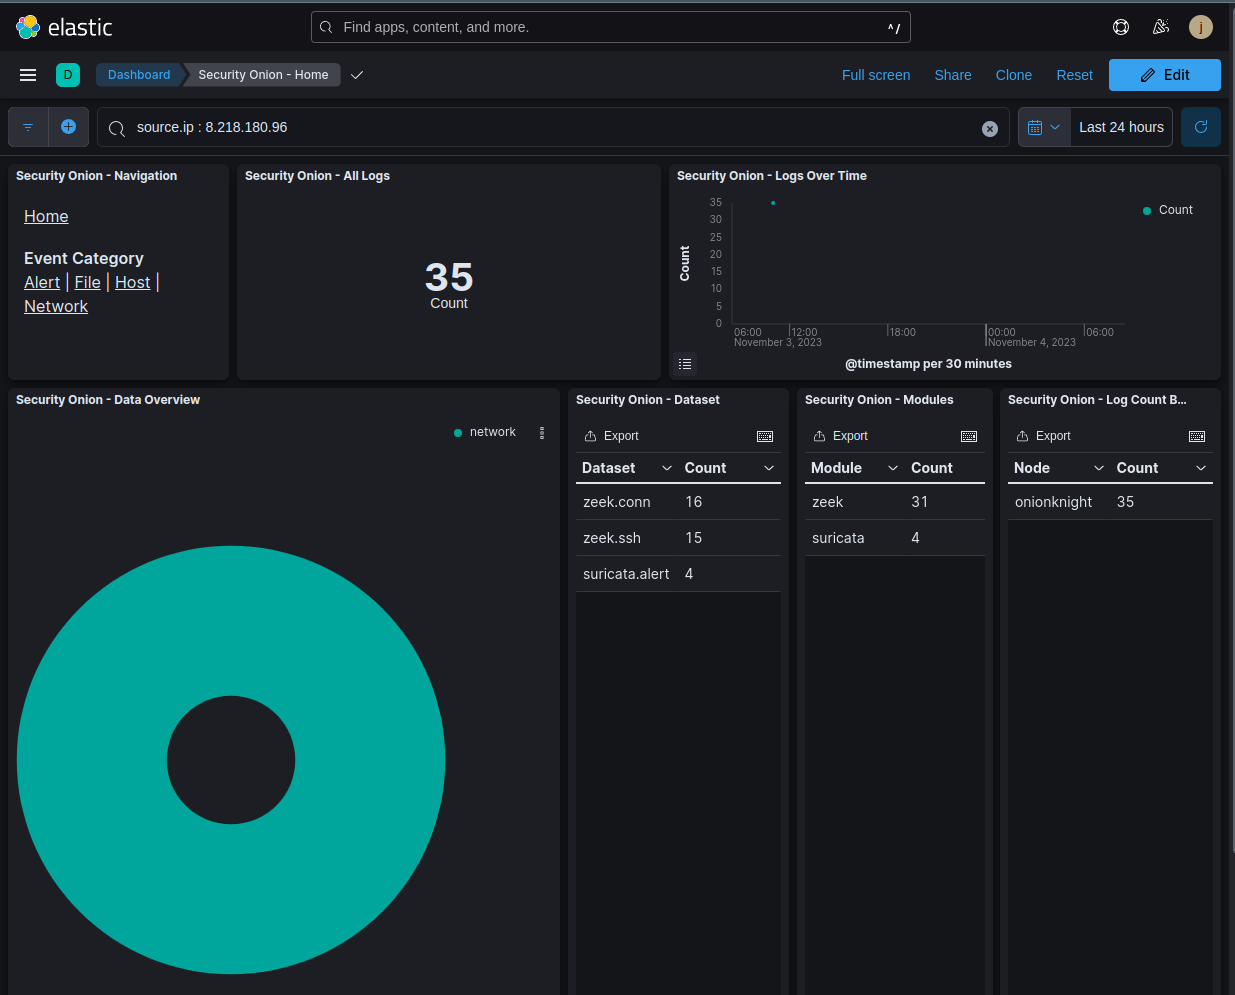 elastic
Find apps, content, and more.
^/
j
D
Dashboard
Security Onion - Home
Full screen
Share
Clone
Reset
Edit
source.ip : 8.218.180.96
Last 24 hours
Security Onion - Navigation
Home
Event Category
Alert | File | Host |
Network
Security Onion - All Logs
35
Count
Security Onion - Logs Over Time
Count
35
30
25
20
15
10
5
0
06:00
12:00
18:00
00:00
06:00
November 3, 2023
November 4, 2023
@timestamp per 30 minutes
Count
Security Onion - Data Overview
network
Security Onion - Dataset
Export
Dataset Count
zeek.conn 16
zeek.ssh 15
suricata.alert 4
Security Onion - Modules
Export
Module Count
zeek 31
suricata 4
Security Onion - Log Count B...
Export
Node Count
onionknight 35